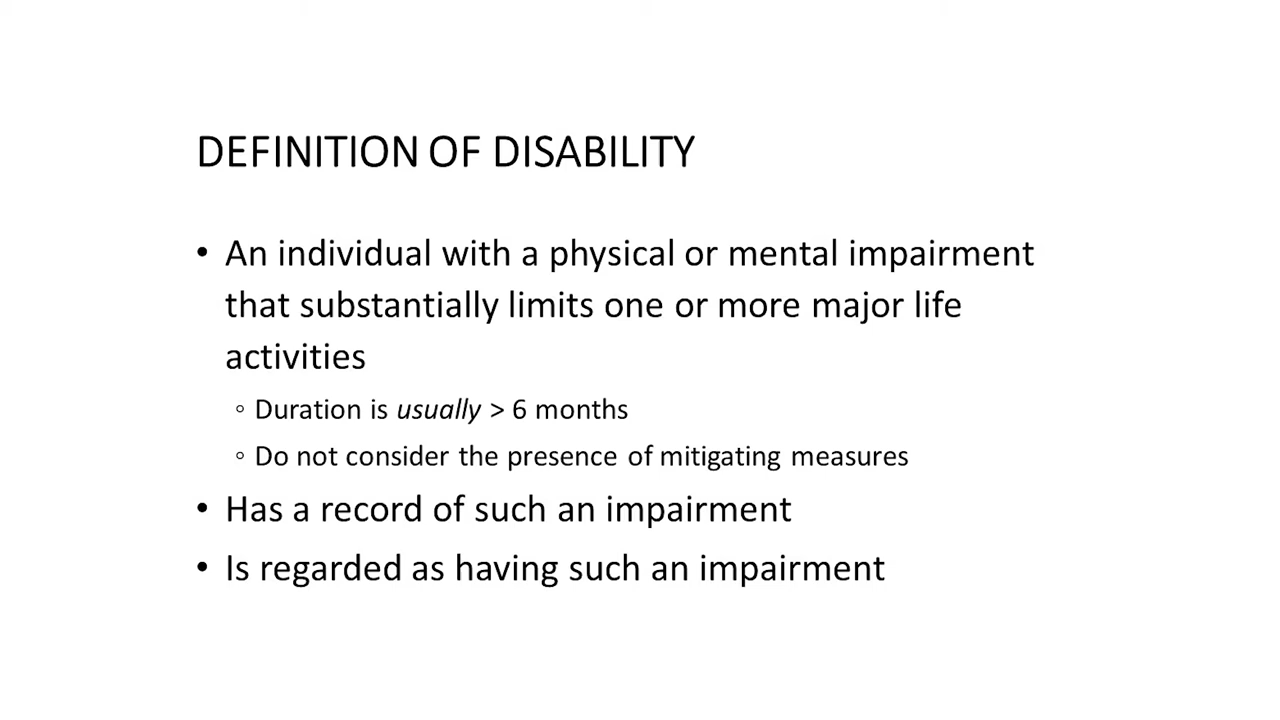 DEFINITION OF DISABILITY
• An individual with a physical or mental impairment
that substantially limits one or more major life
activities
◦ Duration is usually > 6 months
◦ Do not consider the presence of mitigating measures
• Has a record of such an impairment
• Is regarded as having such an impairment